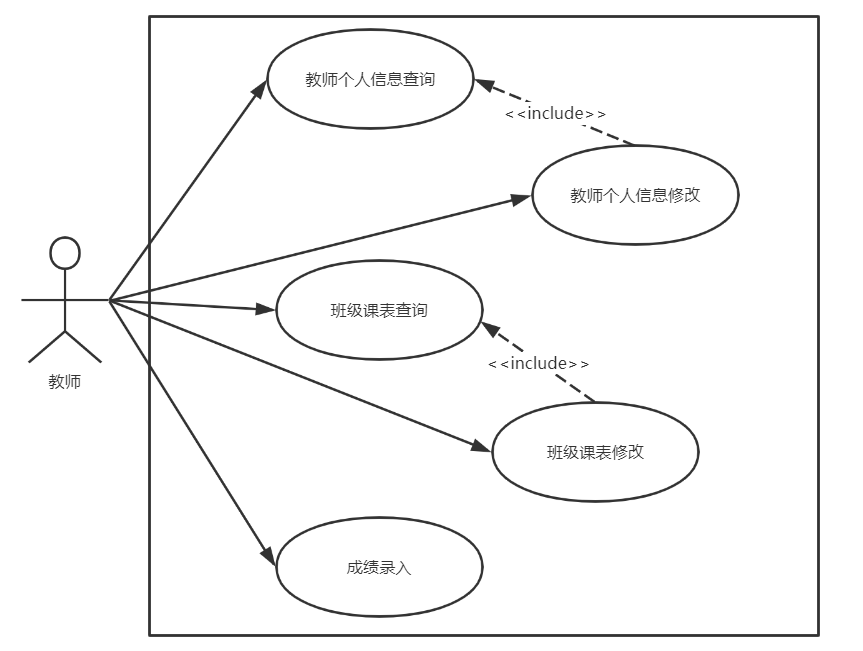 教师个人信息查询
<<include>>
教师个人信息修改
班级课表查询
<<include>>
教师
班级课表修改
成绩录入